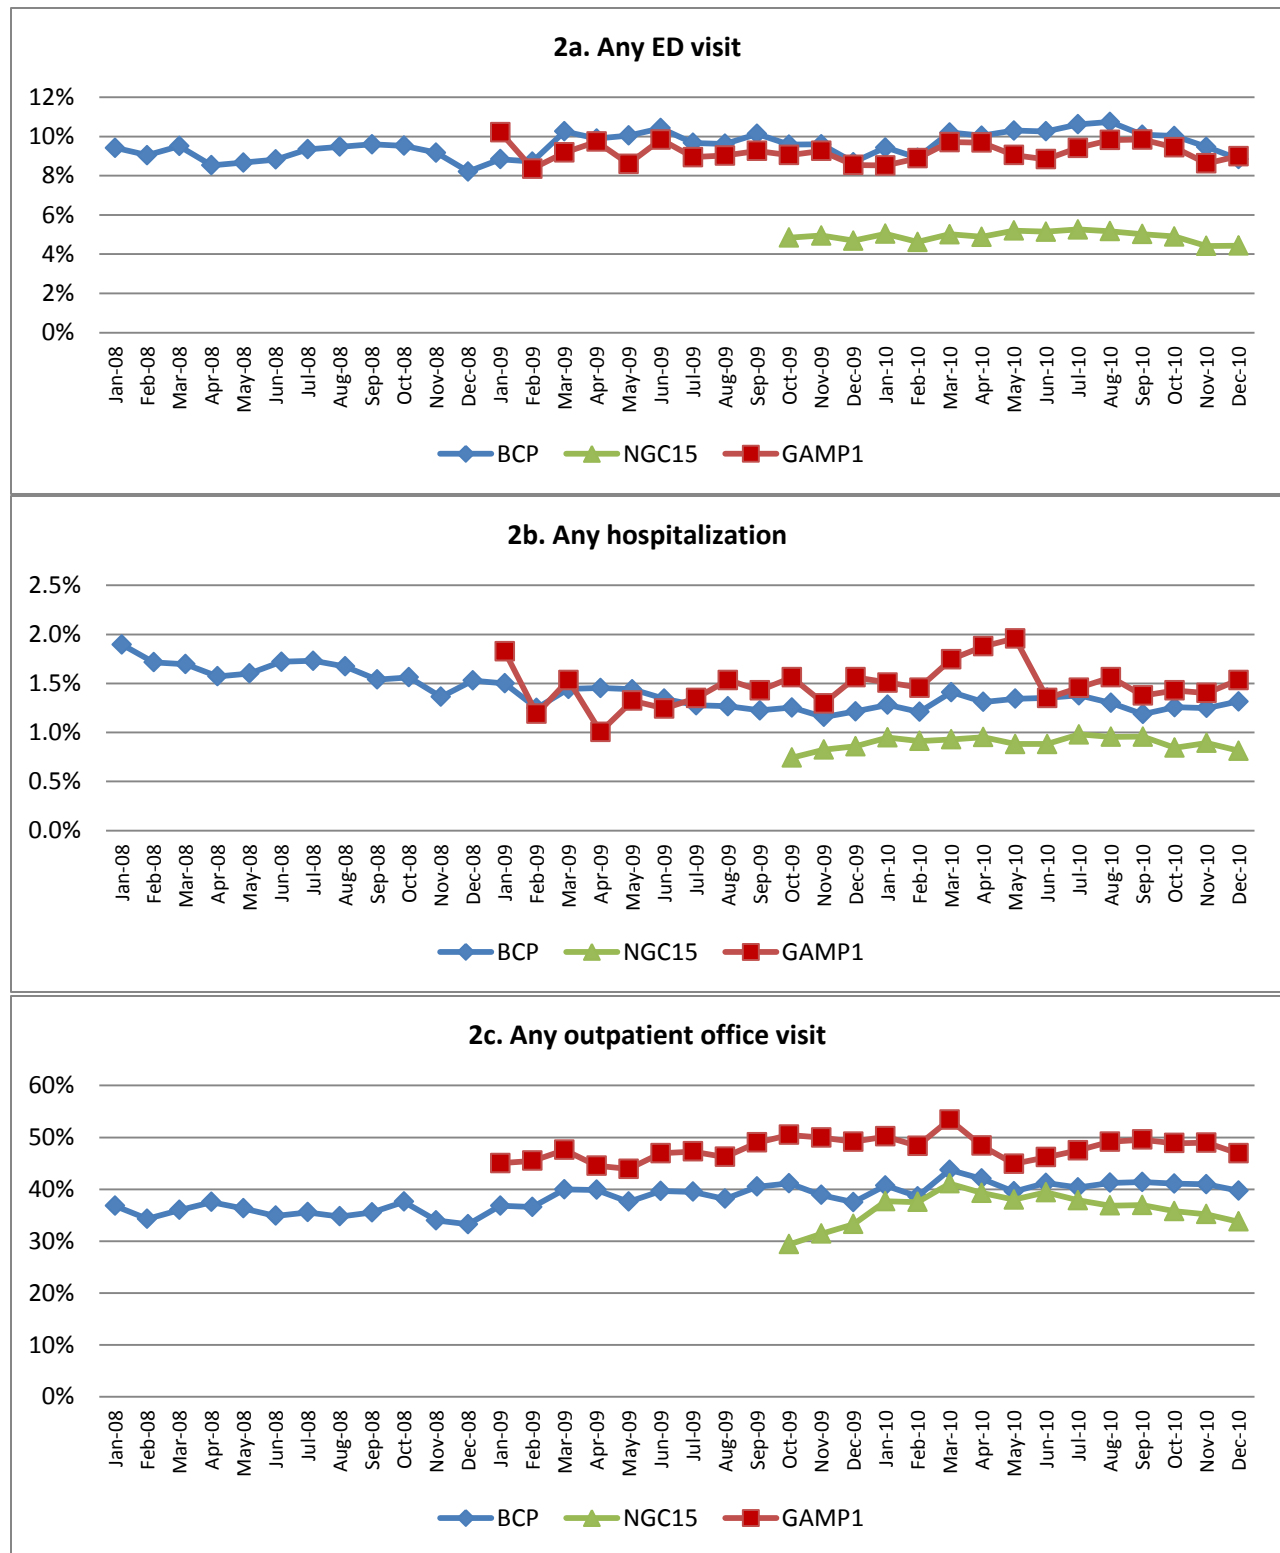 2a. Any ED visit
12%
10%
8%
6%
4%
2%
0%
Jan-08
Feb-08
Mar-08
Apr-08
May-08
Jun-08
Jul-08
Aug-08
Sep-08
Oct-08
Nov-08
Dec-08
Jan-09
Feb-09
Mar-09
Apr-09
May-09
Jun-09
Jul-09
Aug-09
Sep-09
Oct-09
Nov-09
Dec-09
Jan-10
Feb-10
Mar-10
Apr-10
May-10
Jun-10
Jul-10
Aug-10
Sep-10
Oct-10
Nov-10
Dec-10
BCP NGC15 GAMP1
2b. Any hospitalization
2.5%
2.0%
1.5%
1.0%
0.5%
0.0%
Jan-08
Feb-08
Mar-08
Apr-08
May-08
Jun-08
Jul-08
Aug-08
Sep-08
Oct-08
Nov-08
Dec-08
Jan-09
Feb-09
Mar-09
Apr-09
May-09
Jun-09
Jul-09
Aug-09
Sep-09
Oct-09
Nov-09
Dec-09
Jan-10
Feb-10
Mar-10
Apr-10
May-10
Jun-10
Jul-10
Aug-10
Sep-10
Oct-10
Nov-10
Dec-10
BCP NGC15 GAMP1
2c. Any outpatient office visit
60%
50%
40%
30%
20%
10%
0%
Jan-08
Feb-08
Mar-08
Apr-08
May-08
Jun-08
Jul-08
Aug-08
Sep-08
Oct-08
Nov-08
Dec-08
Jan-09
Feb-09
Mar-09
Apr-09
May-09
Jun-09
Jul-09
Aug-09
Sep-09
Oct-09
Nov-09
Dec-09
Jan-10
Feb-10
Mar-10
Apr-10
May-10
Jun-10
Jul-10
Aug-10
Sep-10
Oct-10
Nov-10
Dec-10
BCP NGC15 GAMP1